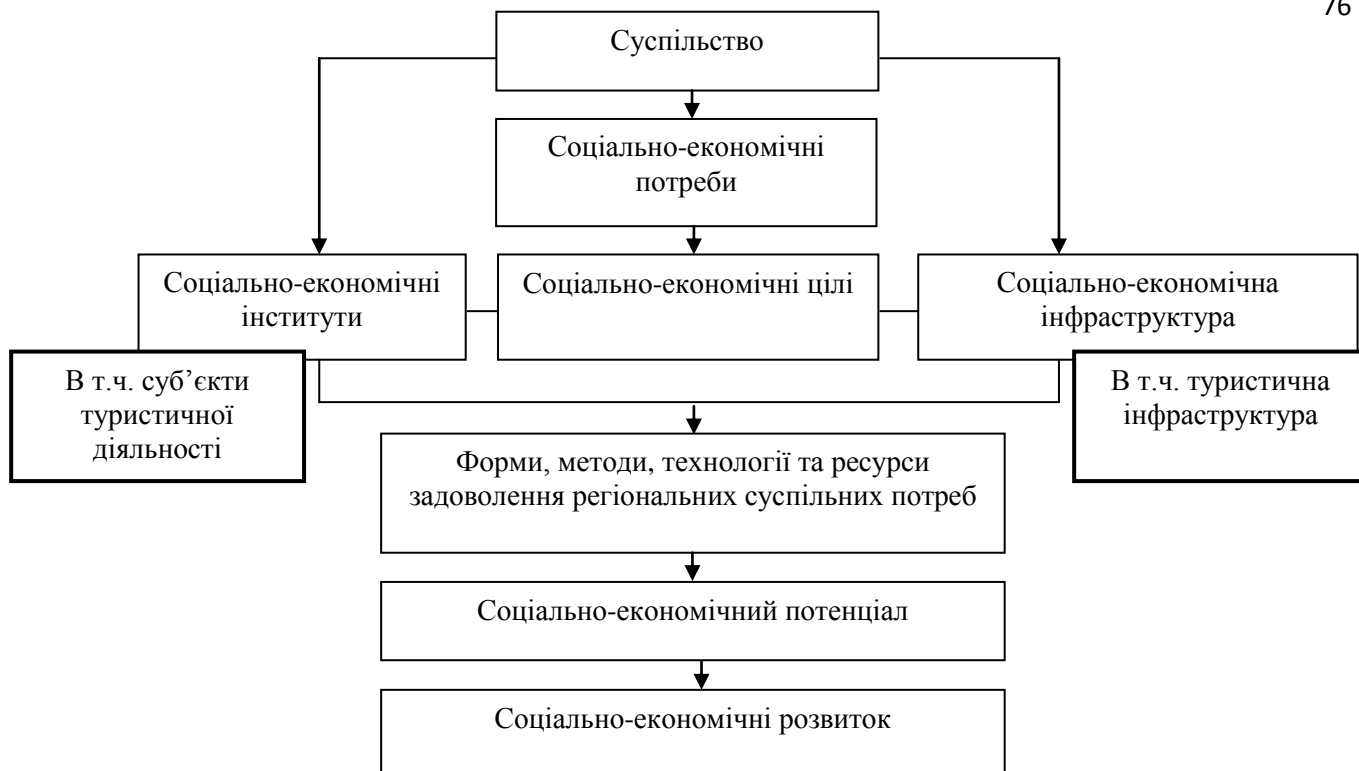 76
Суспільство
Соціально-економічні
потреби
Соціально-економічні
інститути
Соціально-економічні цілі
Соціально-економічна
інфраструктура
В т.ч. суб’єкти
туристичної
діяльності
В т.ч. туристична
інфраструктура
Форми, методи, технології та ресурси
задоволення регіональних суспільних потреб
Соціально-економічний потенціал
Соціально-економічні розвиток